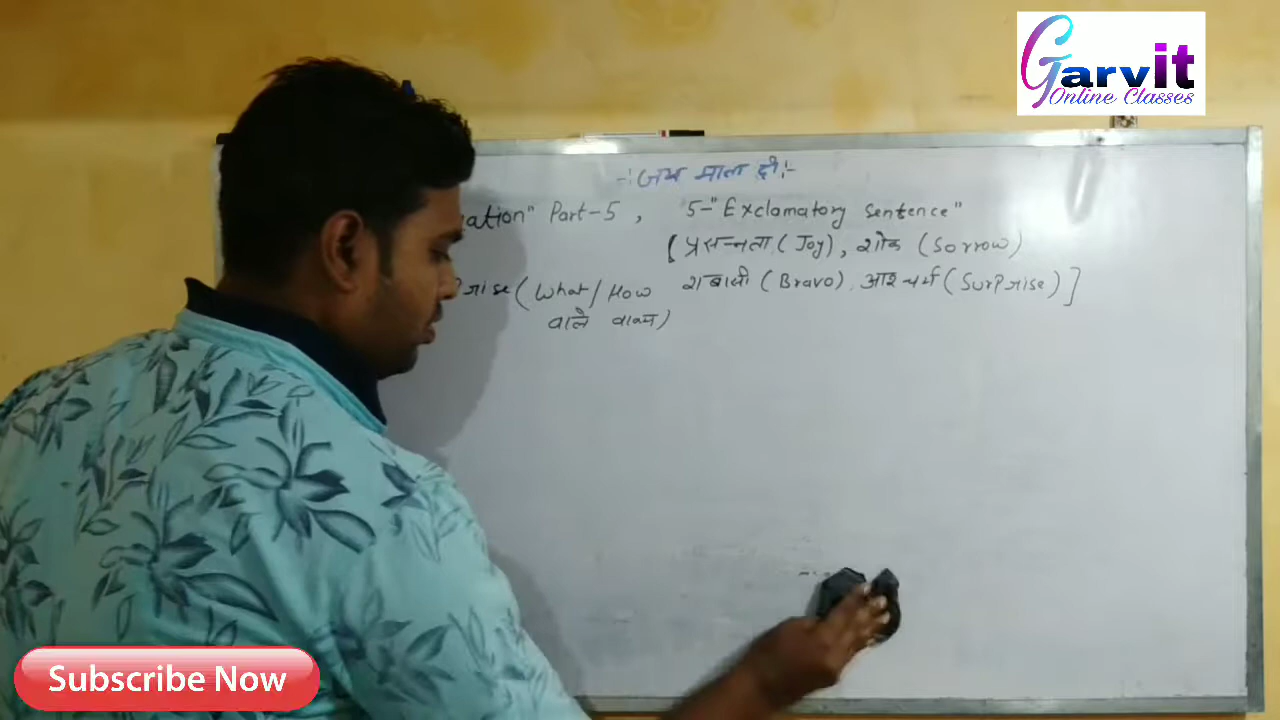 Garvit
Online Classes
-:जय माता दी:-
ation" Part-5, 5-"Exclamatory Sentence"
[प्रसन्नता (Joy), शोक (Sorrow)
rise (What/How शाबाशी (Bravo), आश्चर्य (Surprise)]
वाले वाक्य)
Subscribe Now